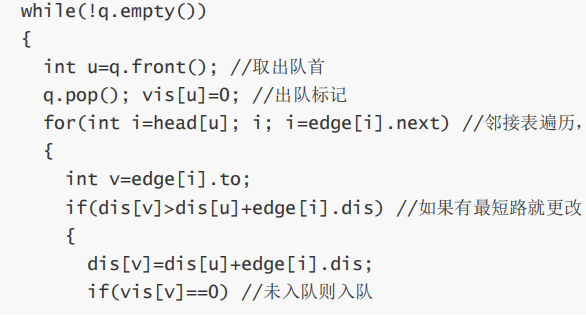 while(!q.empty())
{
int u=q.front(); //取出队首
q.pop(); vis[u]=0; //出队标记
for(int i=head[u]; i; i=edge[i].next) //邻接表遍历，
{
int v=edge[i].to;
if(dis[v]>dis[u]+edge[i].dis) //如果有最短路就更改
{
dis[v]=dis[u]+edge[i].dis;
if(vis[v]==0) //未入队则入队